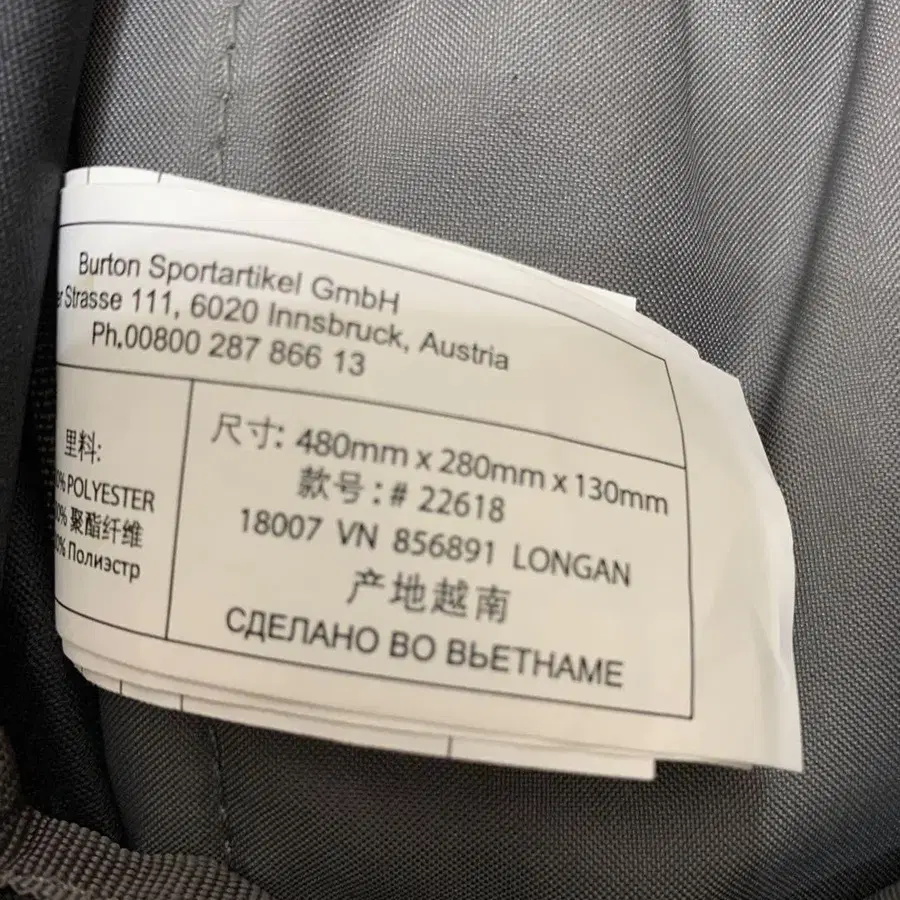 Burton Sportartikel GmbH
Strasse 111, 6020 Innsbruck, Austria
Ph.00800 287 866 13
里料:
% POLYESTER
% 聚酯纤维
% Полиэстр
尺寸: 480mm x 280mm x 130mm
款号:# 22618
18007 VN 856891 LONGAN
产地越南
СДЕЛАНО ВО ВЬЕТНАМЕ